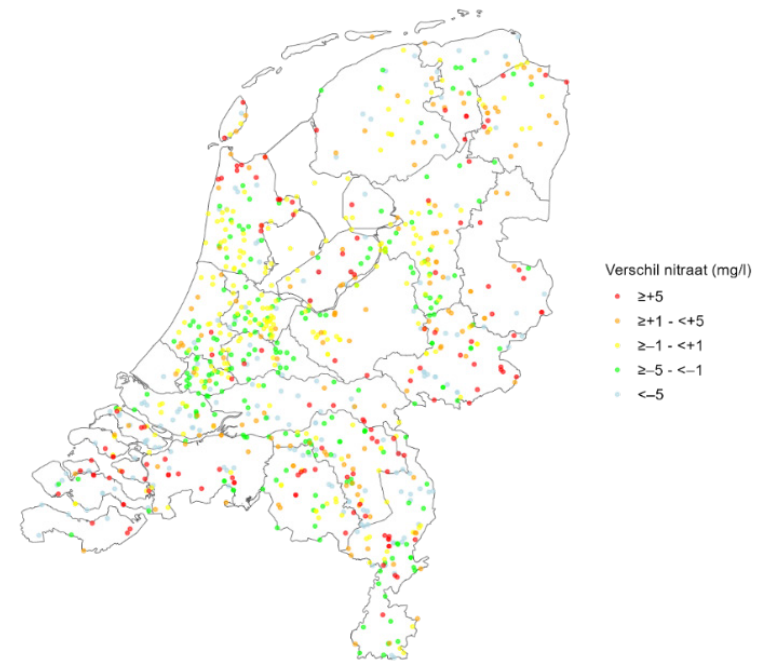 Verschil nitraat (mg/l)
≥+5
≥+1 - <+5
≥–1 - <+1
≥–5 - <–1
<–5